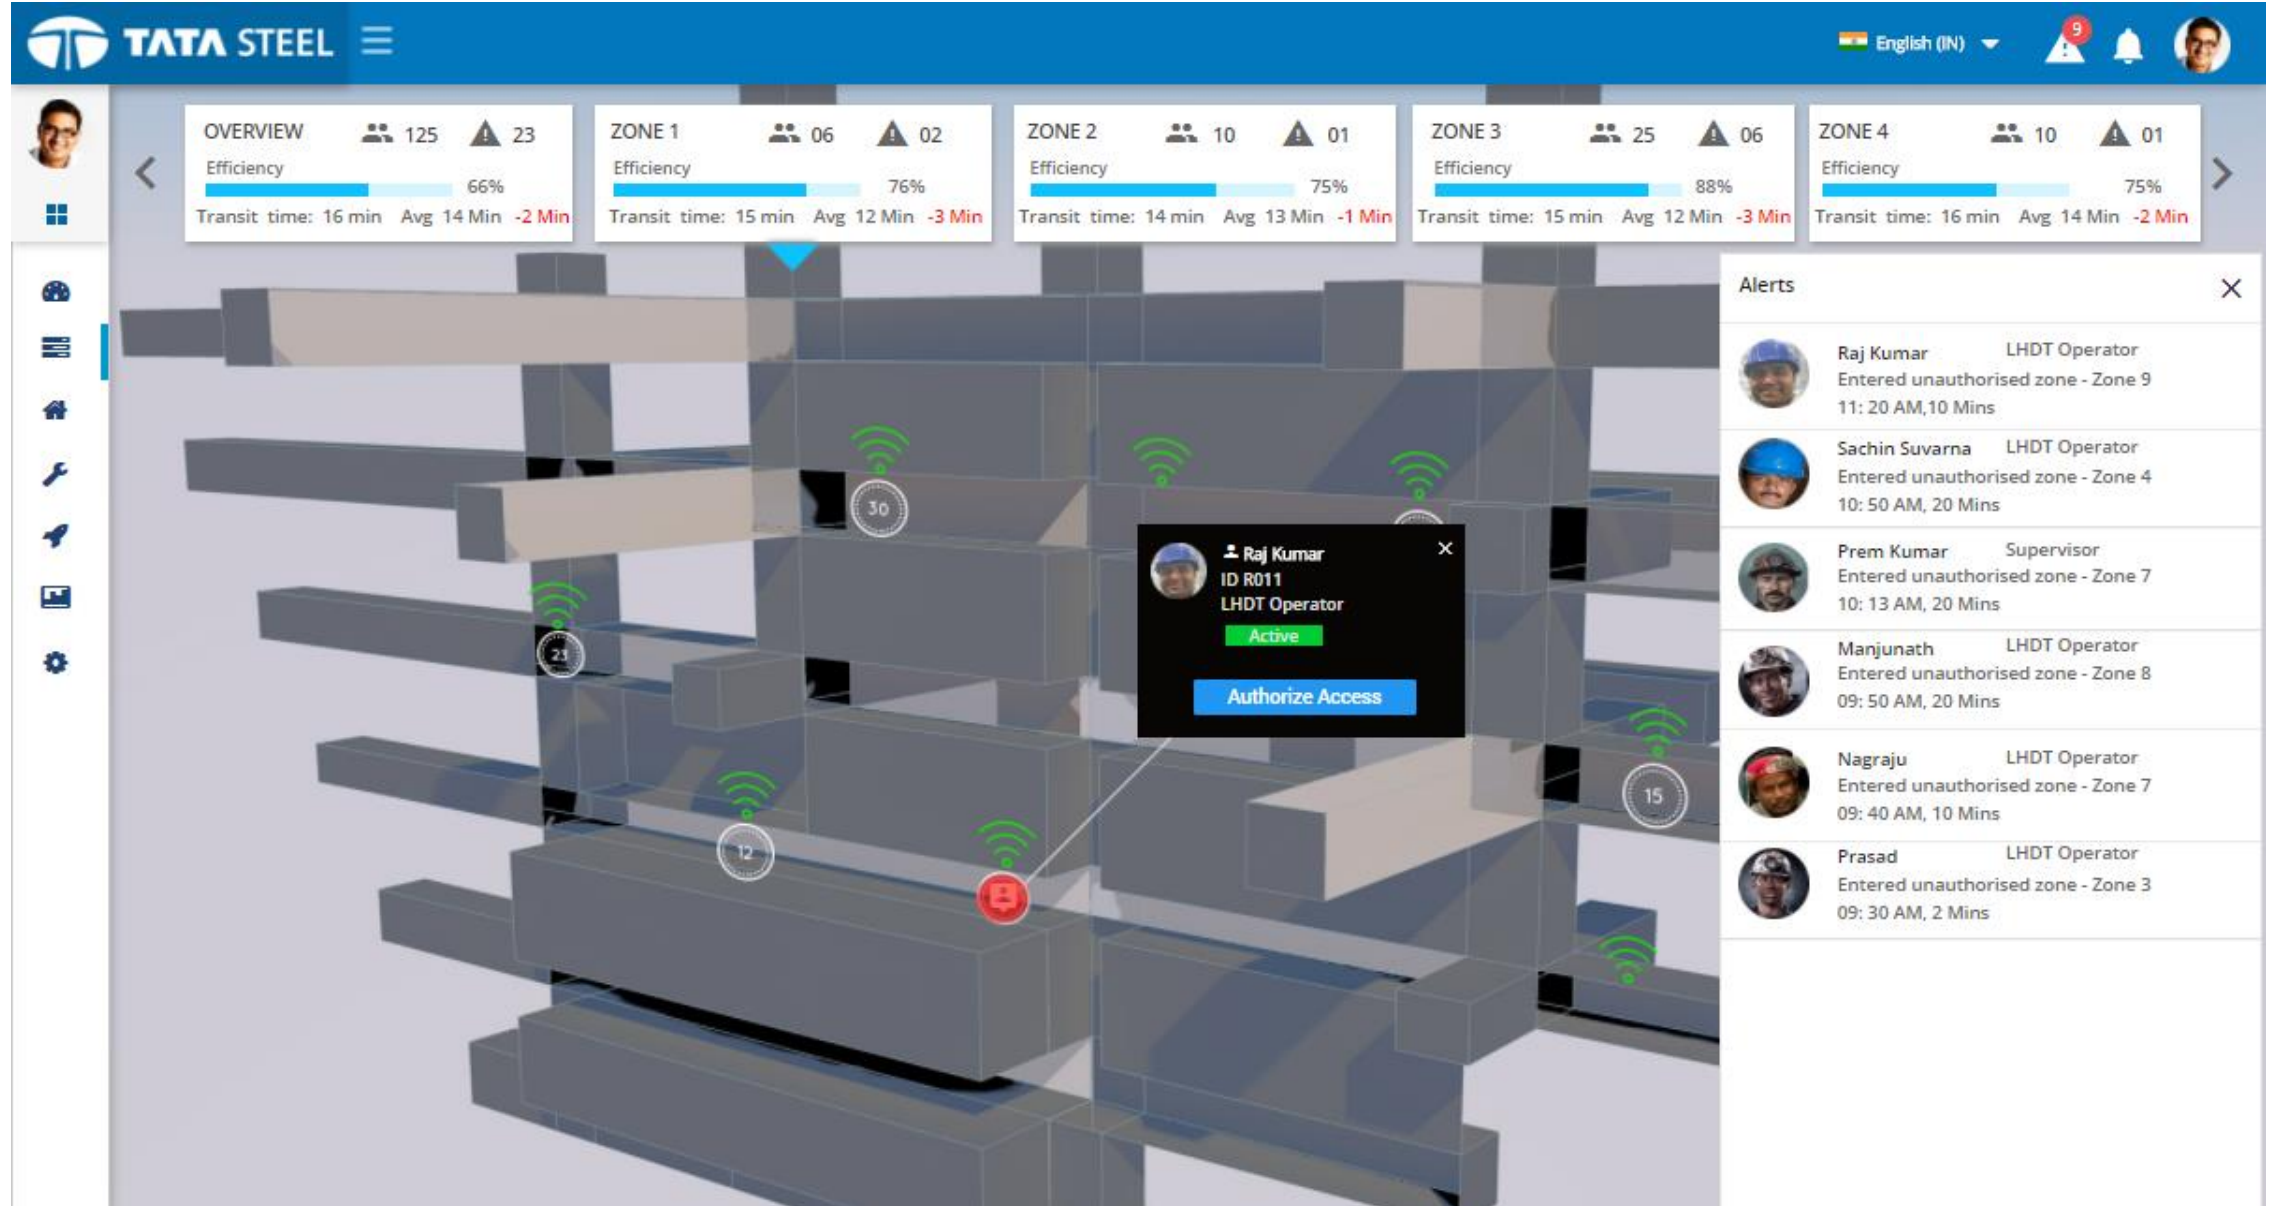 TATA STEEL
English (IN)
9
OVERVIEW 125 23
Efficiency
66%
Transit time: 16 min Avg 14 Min -2 Min
ZONE 1 06 02
Efficiency
76%
Transit time: 15 min Avg 12 Min -3 Min
ZONE 2 10 01
Efficiency
75%
Transit time: 14 min Avg 13 Min -1 Min
ZONE 3 25 06
Efficiency
88%
Transit time: 15 min Avg 12 Min -3 Min
ZONE 4 10 01
Efficiency
75%
Transit time: 16 min Avg 14 Min -2 Min
30
23
12
15
Raj Kumar
ID R011
LHDT Operator
Active
Authorize Access
Alerts
Raj Kumar LHDT Operator
Entered unauthorised zone - Zone 9
11: 20 AM,10 Mins
Sachin Suvarna LHDT Operator
Entered unauthorised zone - Zone 4
10: 50 AM, 20 Mins
Prem Kumar Supervisor
Entered unauthorised zone - Zone 7
10: 13 AM, 20 Mins
Manjunath LHDT Operator
Entered unauthorised zone - Zone 8
09: 50 AM, 20 Mins
Nagraju LHDT Operator
Entered unauthorised zone - Zone 7
09: 40 AM, 10 Mins
Prasad LHDT Operator
Entered unauthorised zone - Zone 3
09: 30 AM, 2 Mins